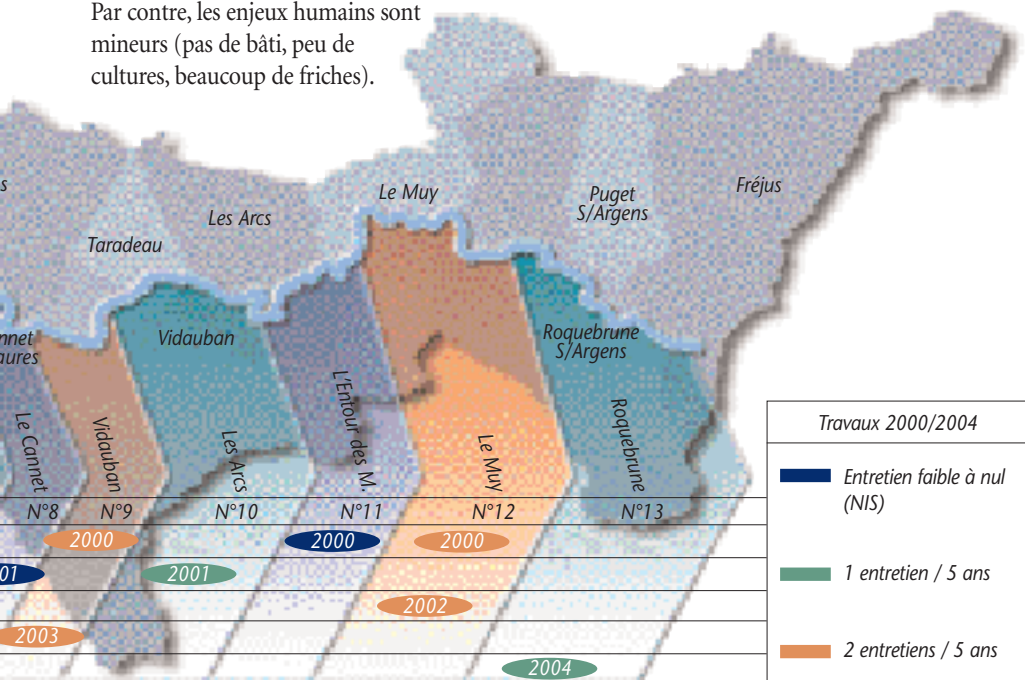 Par contre, les enjeux humains sont
mineurs (pas de bâti, peu de
cultures, beaucoup de friches).
s
Taradeau
Les Arcs
Le Muy
Puget
S/Argens
Fréjus
nnet
aures
Vidauban
Roquebrune
S/Argens
Le Cannet
Vidauban
Les Arcs
L'Entour des M.
Le Muy
Roquebrune
N°8
N°9
N°10
N°11
N°12
N°13
2000
2000
2000
01
2001
2002
2003
2004
Travaux 2000/2004
Entretien faible à nul
(NIS)
1 entretien / 5 ans
2 entretiens / 5 ans